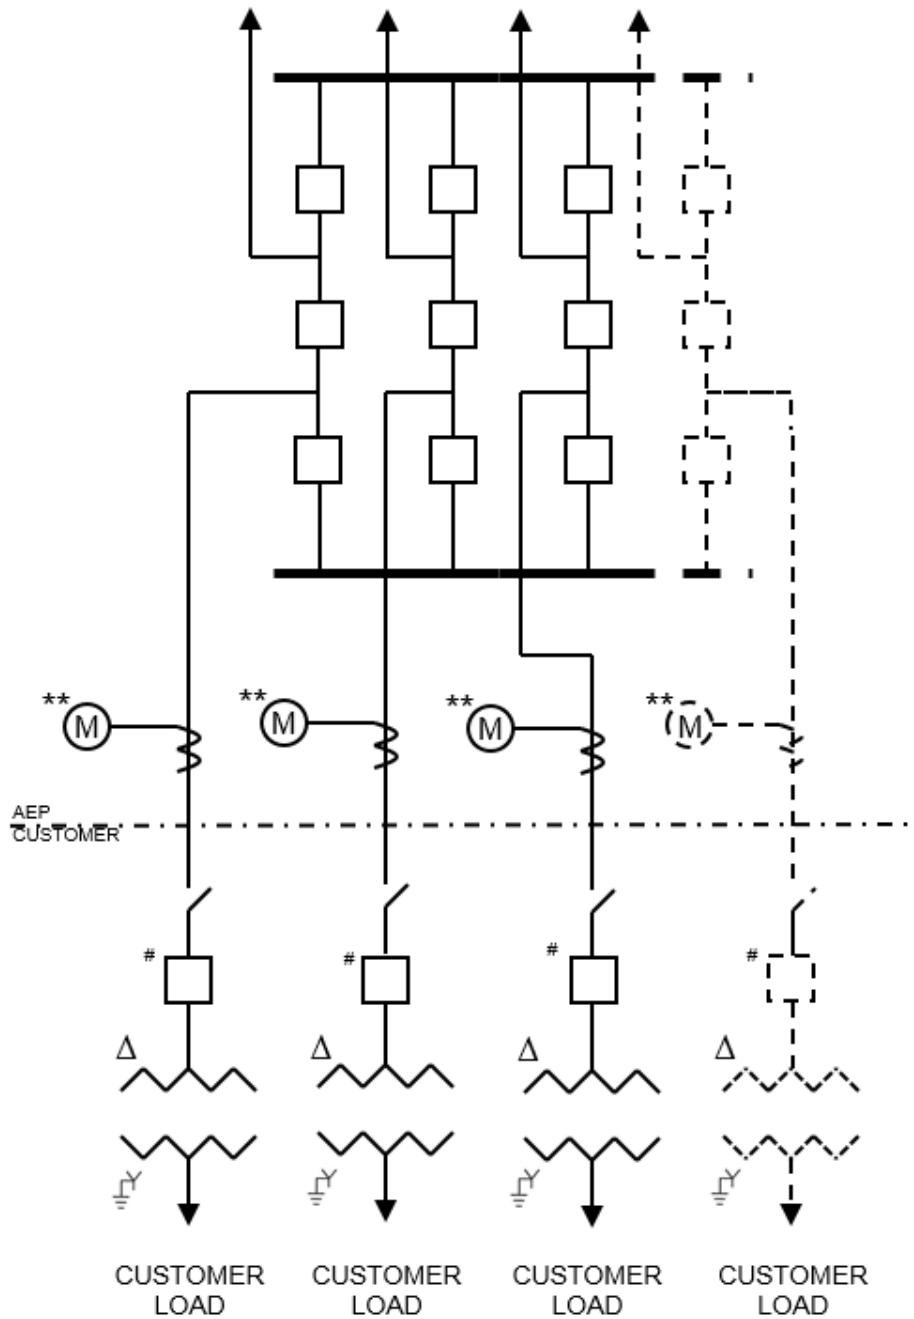 ** M ** M ** M ** M
AEP
CUSTOMER
# # # #
Δ Δ Δ Δ
Y Y Y Y
CUSTOMER LOAD
CUSTOMER LOAD
CUSTOMER LOAD
CUSTOMER LOAD